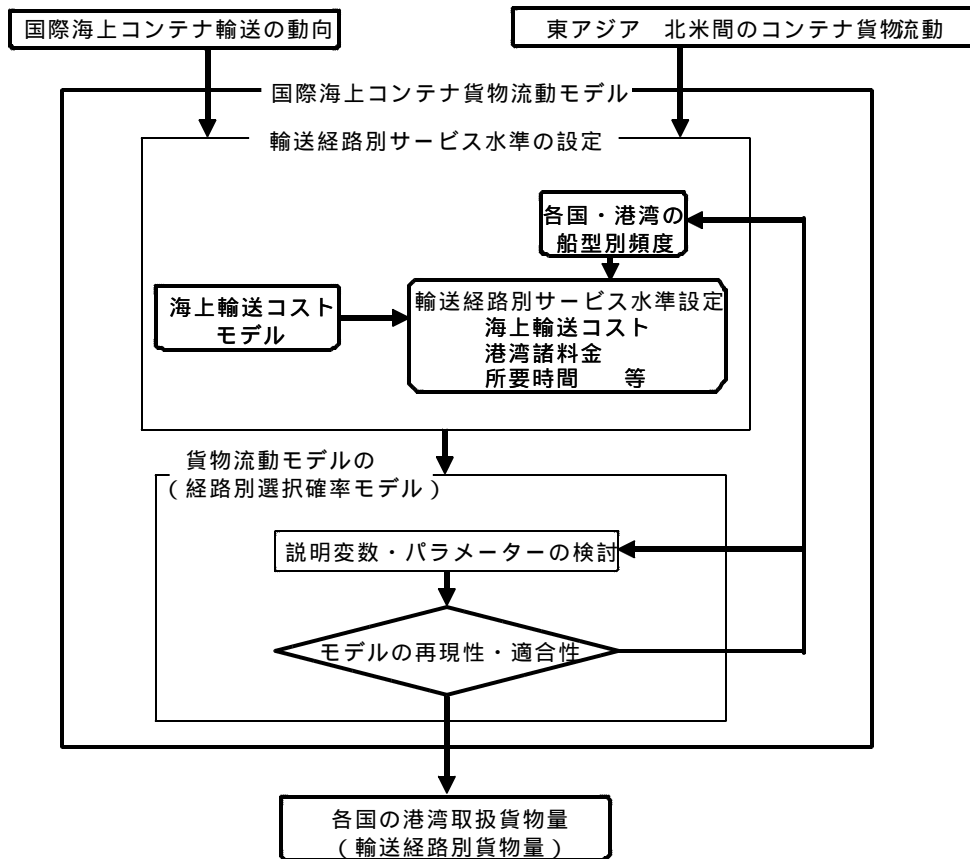 国際海上コンテナ輸送の動向
東アジア　北米間のコンテナ貨物流動
国際海上コンテナ貨物流動モデル
輸送経路別サービス水準の設定
各国・港湾の
船型別頻度
海上輸送コスト
モデル
輸送経路別サービス水準設定
海上輸送コスト
港湾諸料金
所要時間　　等
貨物流動モデルの
（経路別選択確率モデル）
説明変数・パラメーターの検討
モデルの再現性・適合性
各国の港湾取扱貨物量
（輸送経路別貨物量）